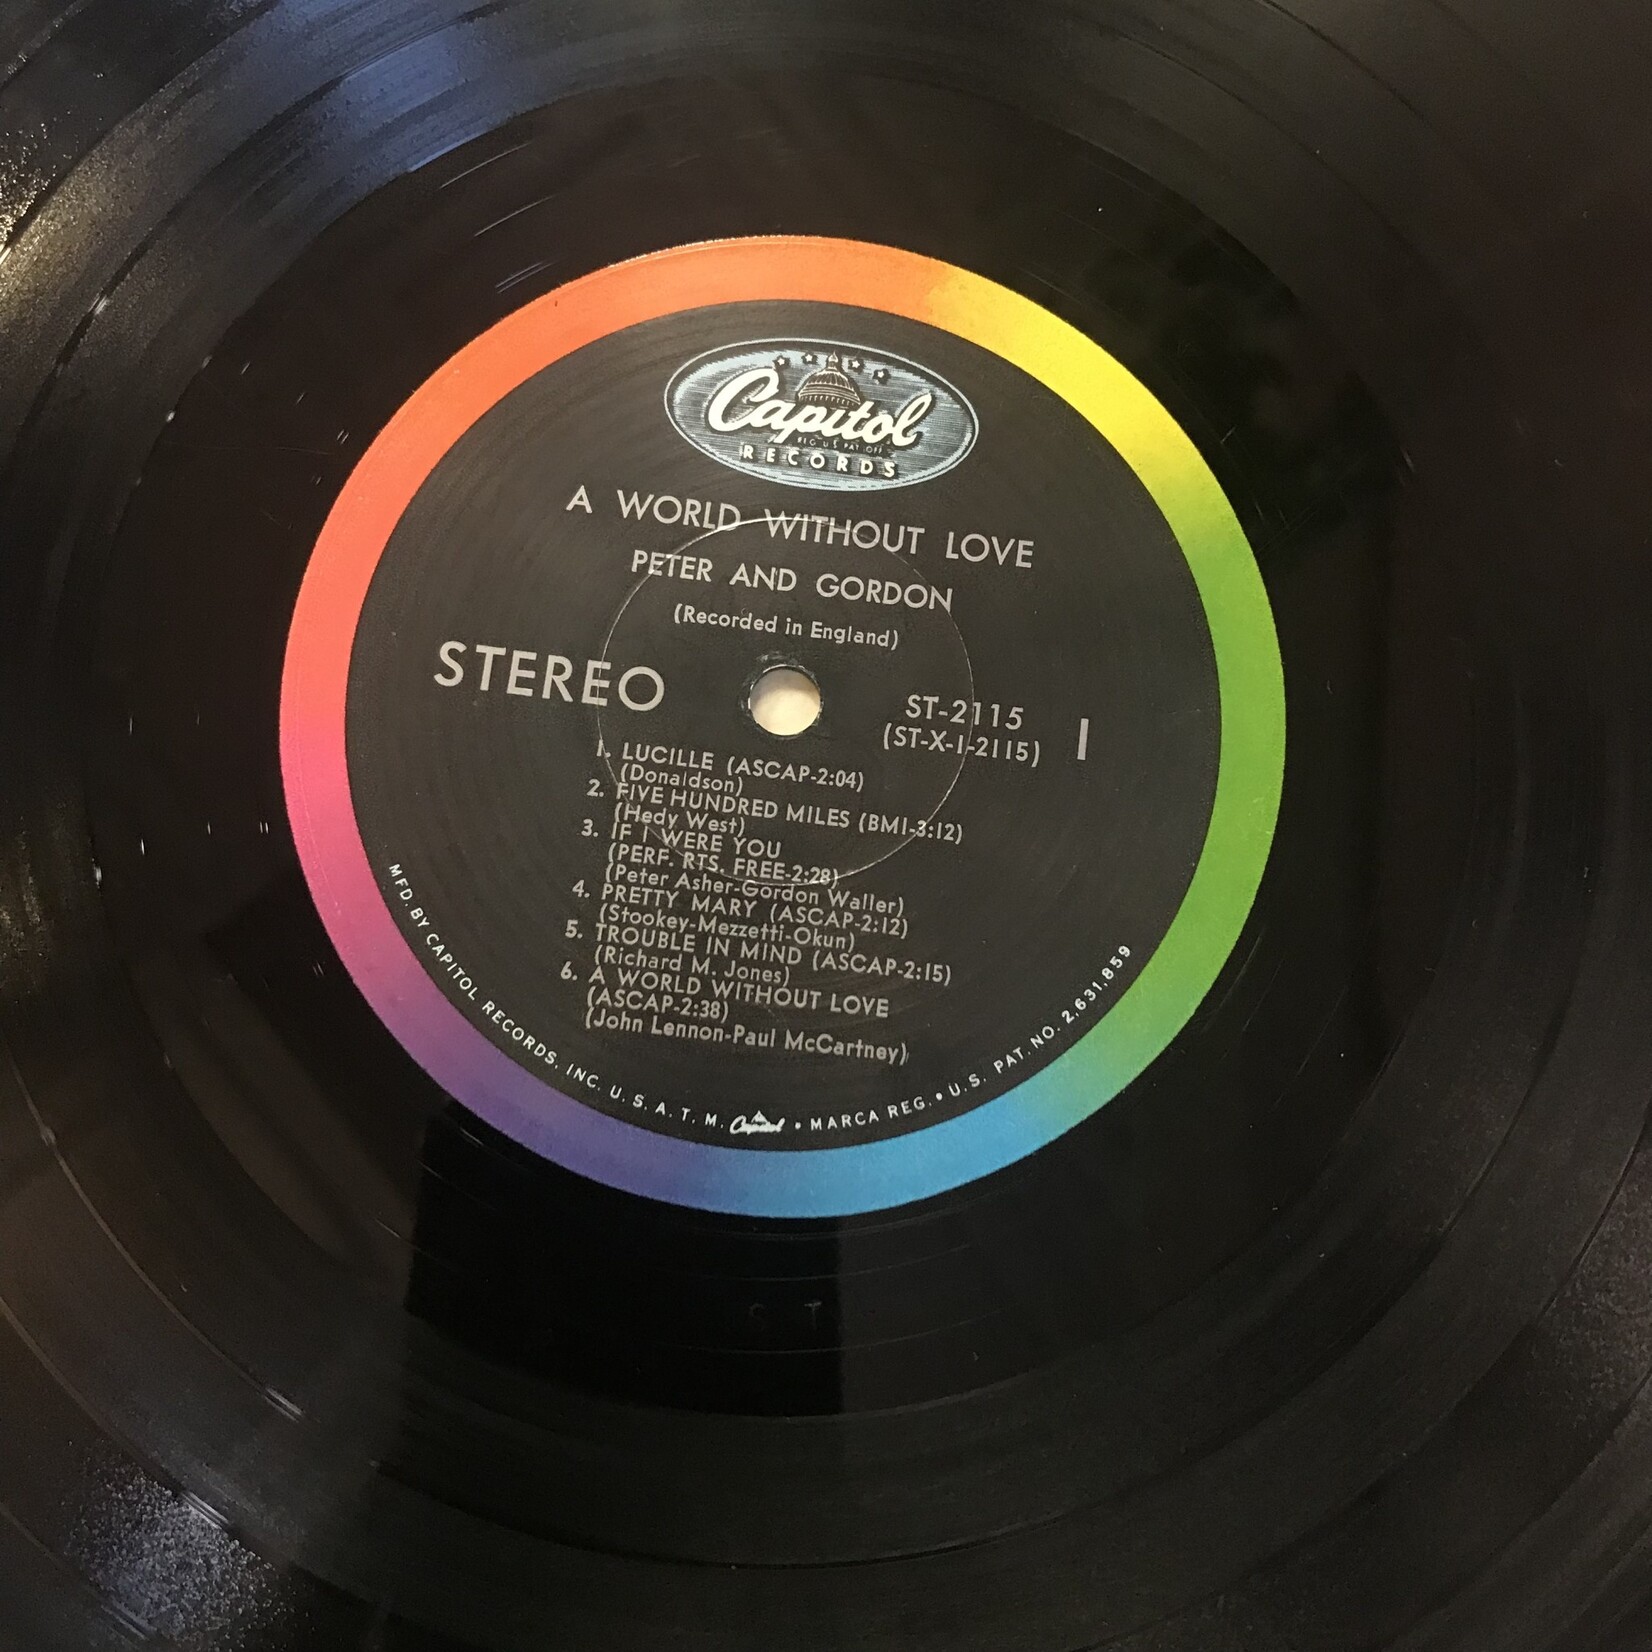 Capitol
REG. U.S. PAT. OFF.
RECORDS
A WORLD WITHOUT LOVE
PETER AND GORDON
(Recorded in England)
STEREO
ST-2115
(ST-X-1-2115)
1
1. LUCILLE (ASCAP-2:04)
(Donaldson)
2. FIVE HUNDRED MILES (BMI-3:12)
(Hedy West)
3. IF I WERE YOU
(PERF. RTS. FREE-2:28)
(Peter Asher-Gordon Waller)
4. PRETTY MARY (ASCAP-2:12)
(Stookey-Mezzetti-Okun)
5. TROUBLE IN MIND (ASCAP-2:15)
(Richard M. Jones)
6. A WORLD WITHOUT LOVE
(ASCAP-2:38)
(John Lennon-Paul McCartney)
MFD. BY CAPITOL RECORDS, INC. U.S.A. T.M. Capitol • MARCA REG. • U.S. PAT. NO. 2,631,859
S T